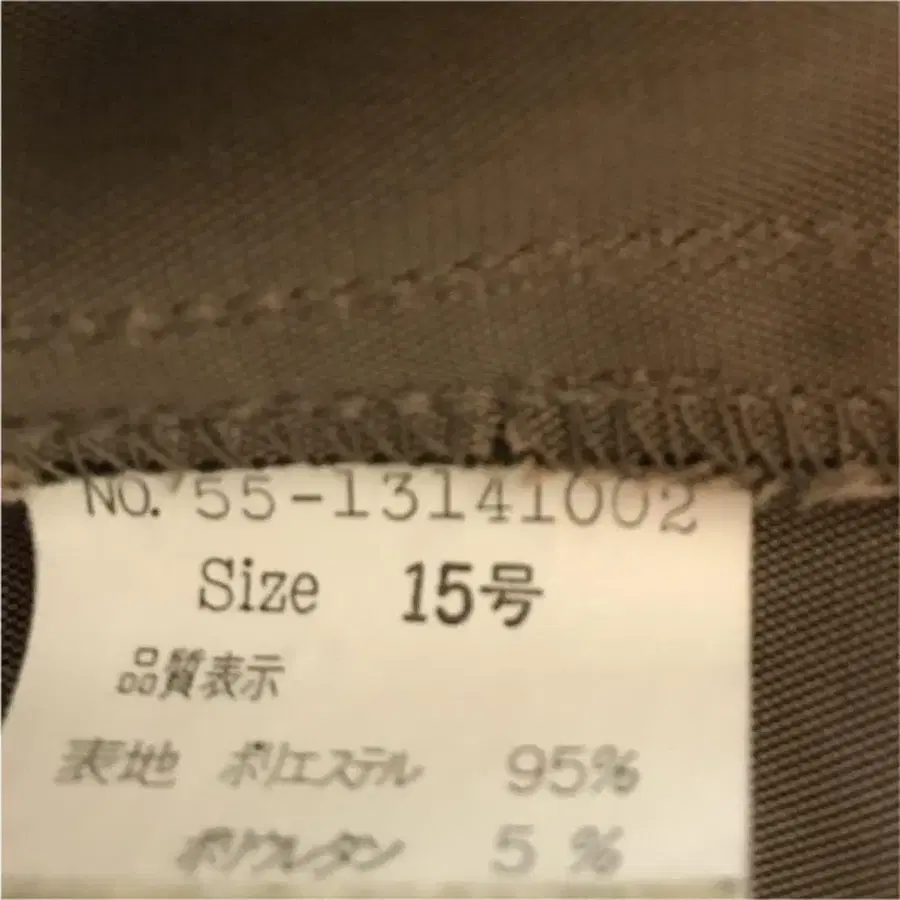 NO. 55-13141002
Size 15号
品質表示
表地 ポリエステル 95%
ポリウレタン 5%